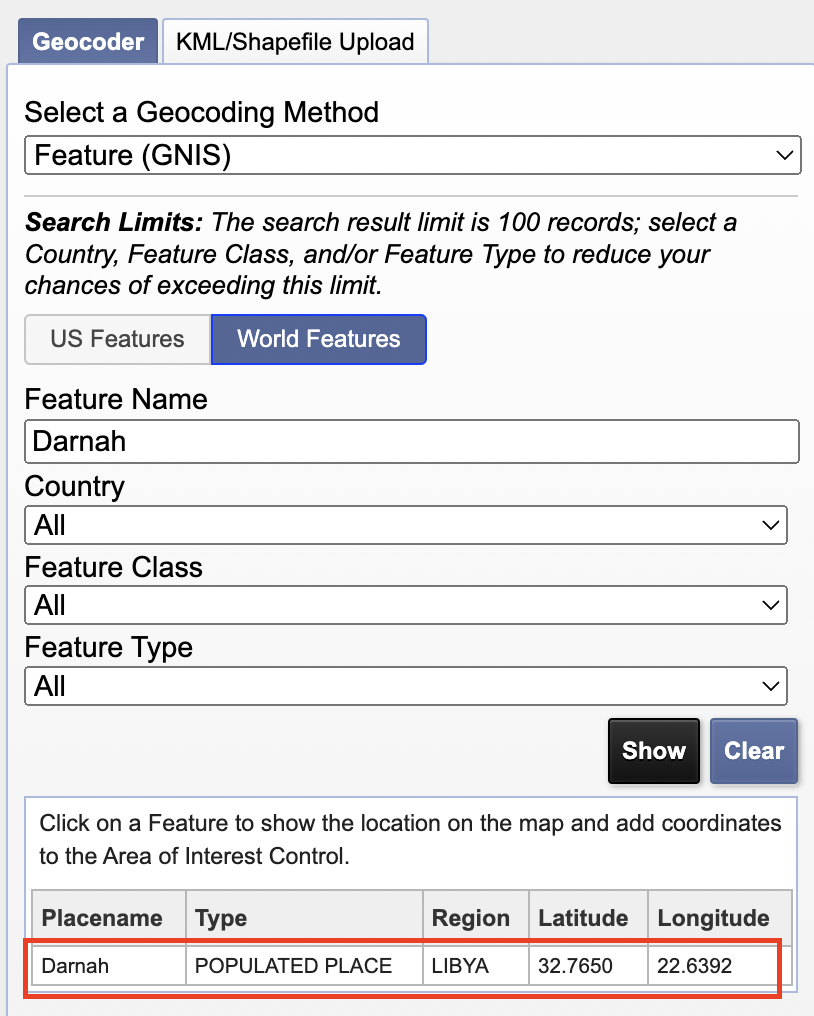 Geocoder KML/Shapefile Upload
Select a Geocoding Method
Feature (GNIS)
Search Limits: The search result limit is 100 records; select a
Country, Feature Class, and/or Feature Type to reduce your
chances of exceeding this limit.
US Features World Features
Feature Name
Darnah
Country
All
Feature Class
All
Feature Type
All
Show Clear
Click on a Feature to show the location on the map and add coordinates
to the Area of Interest Control.
Placename Type Region Latitude Longitude
Darnah POPULATED PLACE LIBYA 32.7650 22.6392